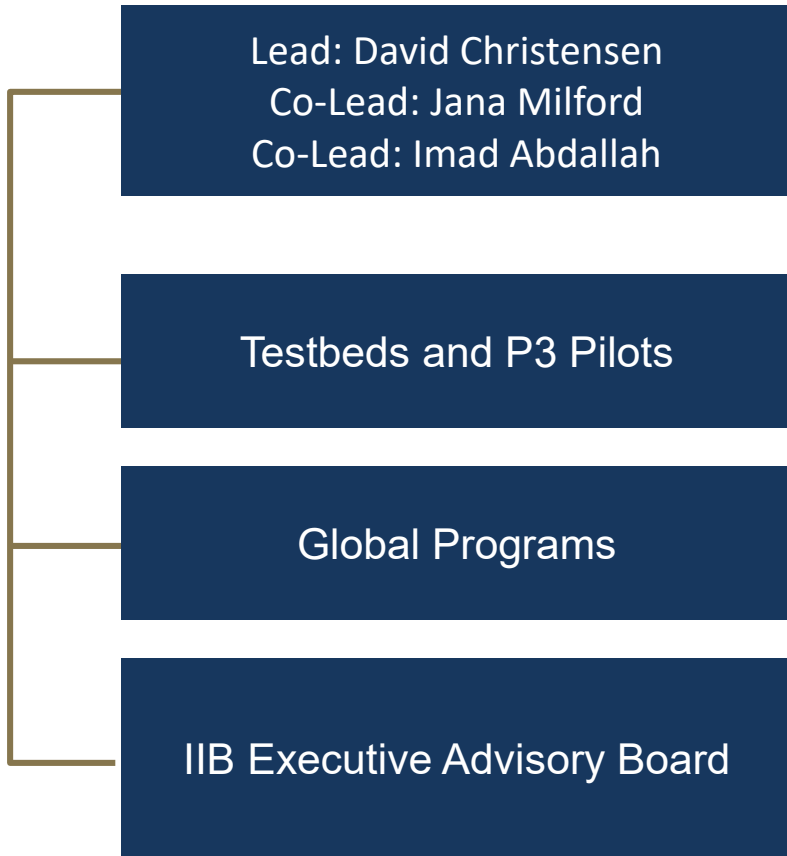 Lead: David Christensen
Co-Lead: Jana Milford
Co-Lead: Imad Abdallah
Testbeds and P3 Pilots
Global Programs
IIB Executive Advisory Board